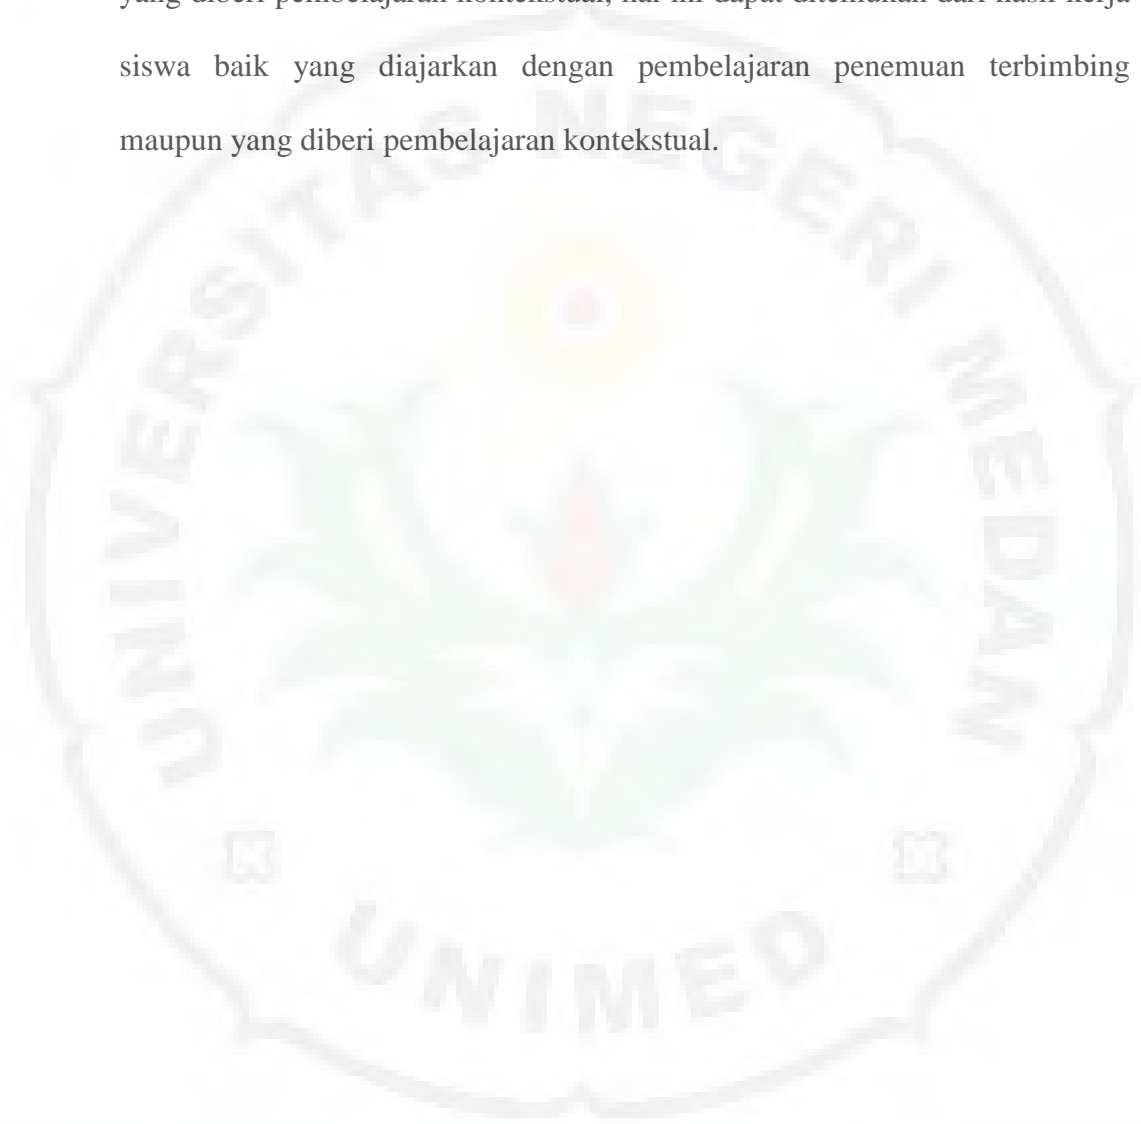 yang diberi pembelajaran kontekstual, hal ini dapat ditemukan dari hasil kerja
siswa baik yang diajarkan dengan pembelajaran penemuan terbimbing
maupun yang diberi pembelajaran kontekstual.
UNIVERSITAS NEGERI MEDAN
UNIMED